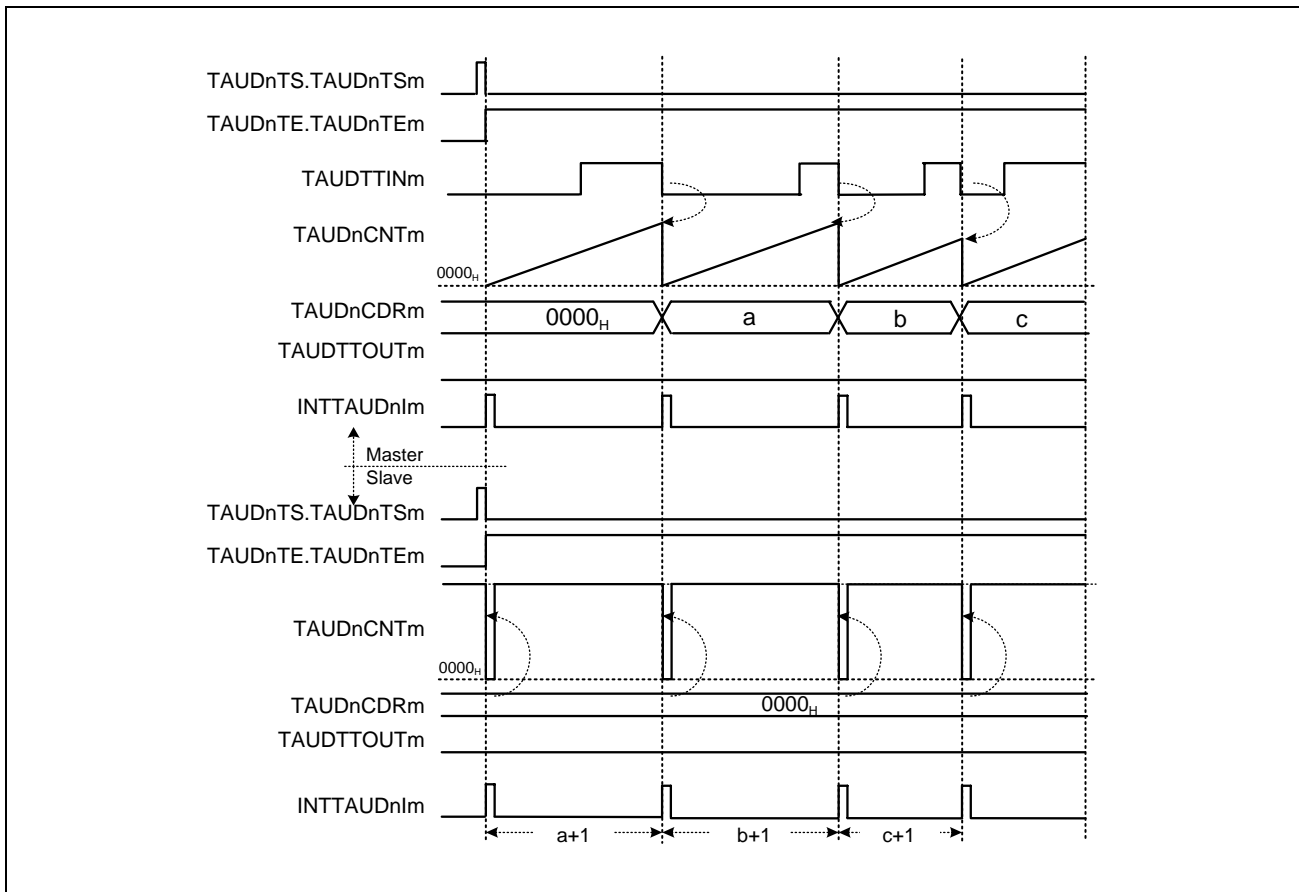 TAUDnTS.TAUDnTSm
TAUDnTE.TAUDnTEm
TAUDTTINm
TAUDnCNTm
0000H
TAUDnCDRm
0000H
a
b
c
TAUDTTOUTm
INTTAUDnIm
Master
Slave
TAUDnTS.TAUDnTSm
TAUDnTE.TAUDnTEm
TAUDnCNTm
0000H
TAUDnCDRm
0000H
TAUDTTOUTm
INTTAUDnIm
a+1
b+1
c+1